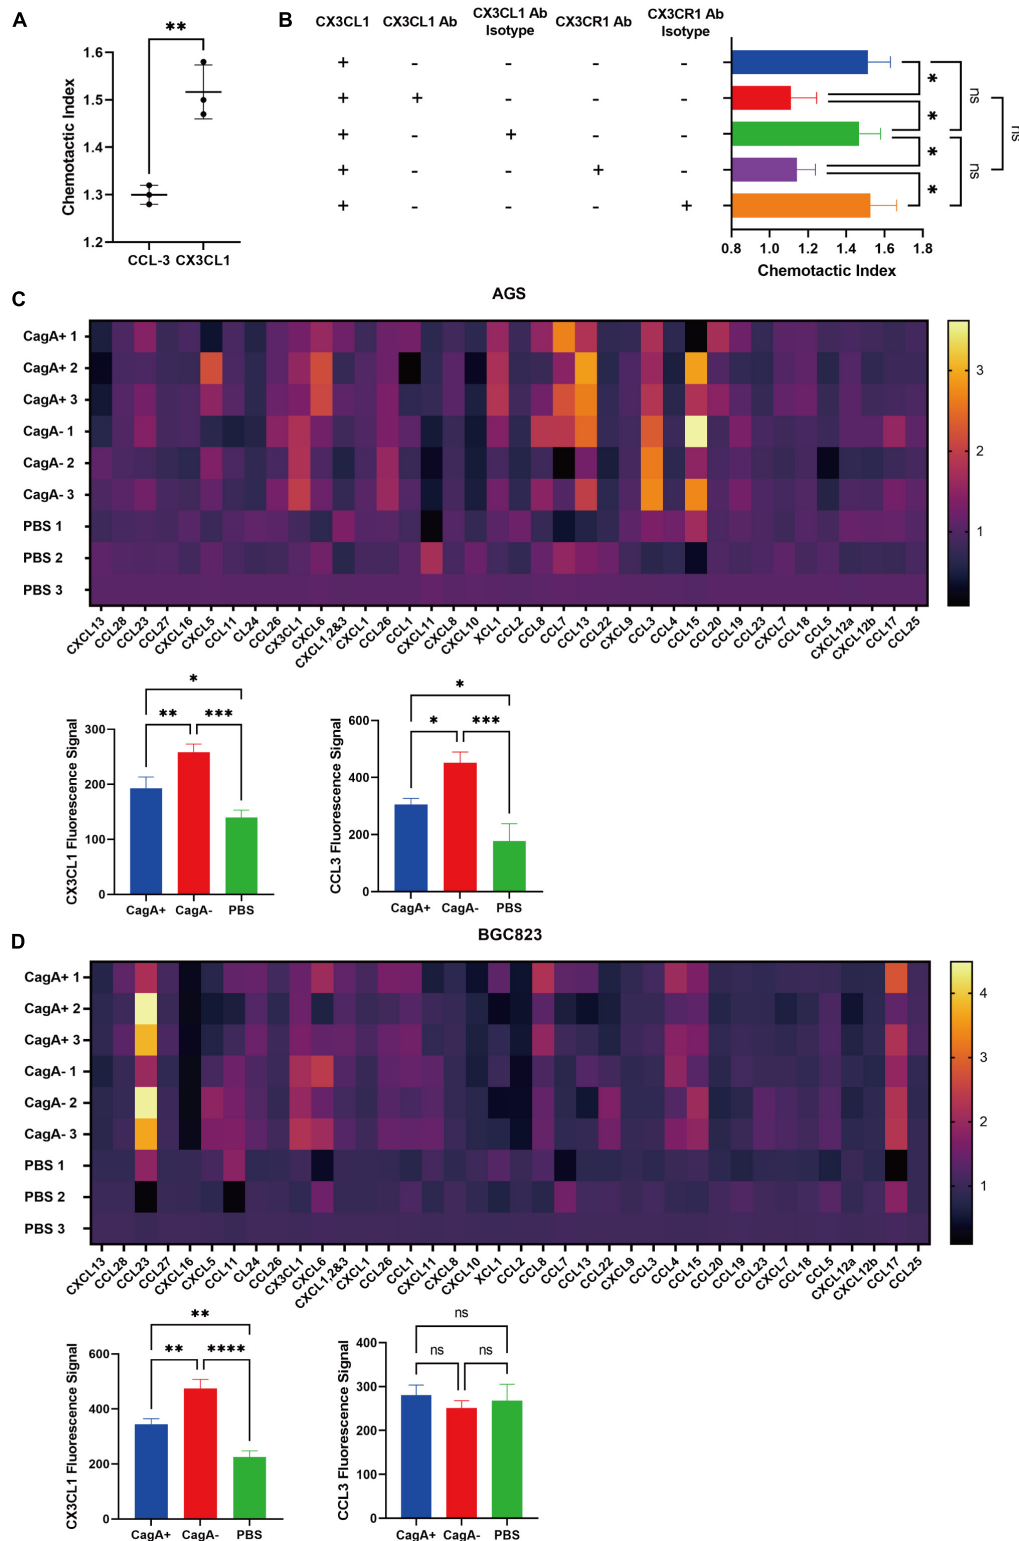 A
**
Chemotactic Index
1.6
1.5
1.4
1.3
1.2
CCL-3 CX3CL1
B
CX3CL1 CX3CL1 Ab CX3CL1 Ab Isotype CX3CR1 Ab CX3CR1 Ab Isotype
+ - - - -
+ + - - -
+ - + - -
+ - - + -
+ - - - +
* * * *
ns ns ns
0.8 1.0 1.2 1.4 1.6 1.8
Chemotactic Index
C
AGS
CagA+ 1
CagA+ 2
CagA+ 3
CagA- 1
CagA- 2
CagA- 3
PBS 1
PBS 2
PBS 3
3
2
1
CXCL13 CCL28 CCL23 CCL27 CXCL16 CXCL5 CCL11 CL24 CCL26 CX3CL1 CXCL6 CXCL1,2&3 CXCL1 CCL26 CCL1 CXCL11 CXCL8 CXCL10 XCL1 CCL2 CCL8 CCL7 CCL13 CCL22 CXCL9 CCL3 CCL4 CCL15 CCL20 CCL19 CCL23 CXCL7 CCL18 CCL5 CXCL12a CXCL12b CCL17 CCL25
*
** ***
CX3CL1 Fluorescence Signal
300
200
100
0
CagA+ CagA- PBS
*
* ***
CCL3 Fluorescence Signal
600
400
200
0
CagA+ CagA- PBS
D
BGC823
CagA+ 1
CagA+ 2
CagA+ 3
CagA- 1
CagA- 2
CagA- 3
PBS 1
PBS 2
PBS 3
4
3
2
1
CXCL13 CCL28 CCL23 CCL27 CXCL16 CXCL5 CCL11 CL24 CCL26 CX3CL1 CXCL6 CXCL1,2&3 CXCL1 CCL26 CCL1 CXCL11 CXCL8 CXCL10 XCL1 CCL2 CCL8 CCL7 CCL13 CCL22 CXCL9 CCL3 CCL4 CCL15 CCL20 CCL19 CCL23 CXCL7 CCL18 CCL5 CXCL12a CXCL12b CCL17 CCL25
**
** ****
CX3CL1 Fluorescence Signal
600
400
200
0
CagA+ CagA- PBS
ns
ns ns
CCL3 Fluorescence Signal
400
300
200
100
0
CagA+ CagA- PBS